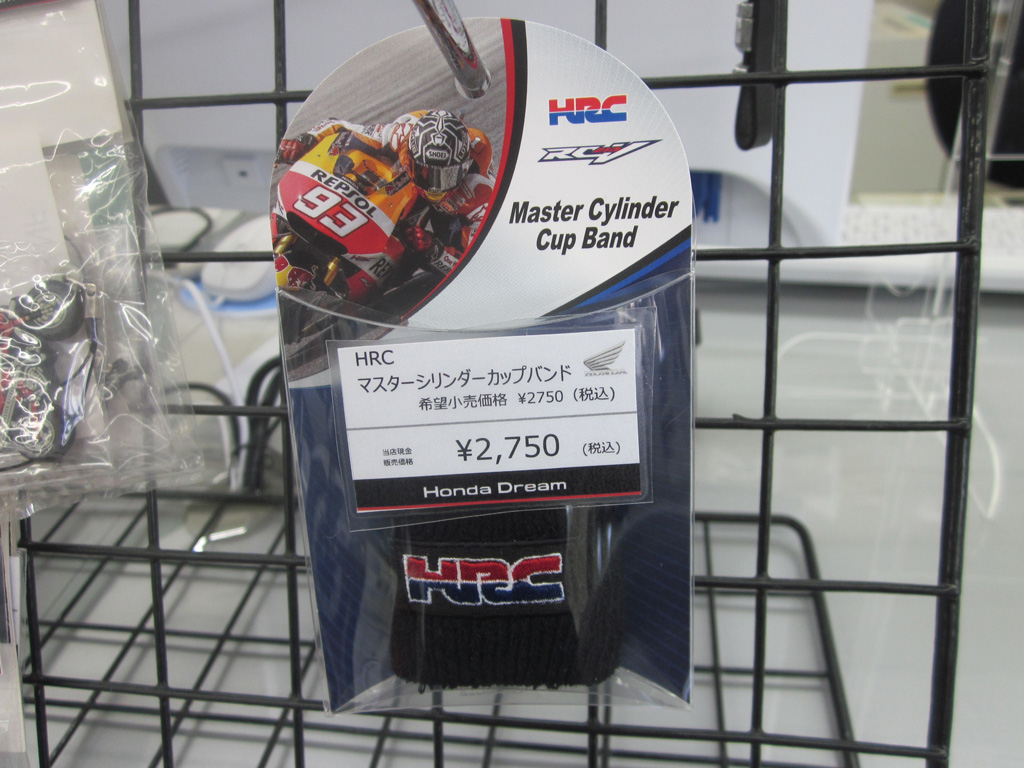 HRC
RCV
Master Cylinder
Cup Band
SHOEI
REPSOL
93
HRC
マスターシリンダーカップバンド
希望小売価格 ¥2750 (税込)
当店現金
販売価格
¥2,750 (税込)
Honda Dream
HRC